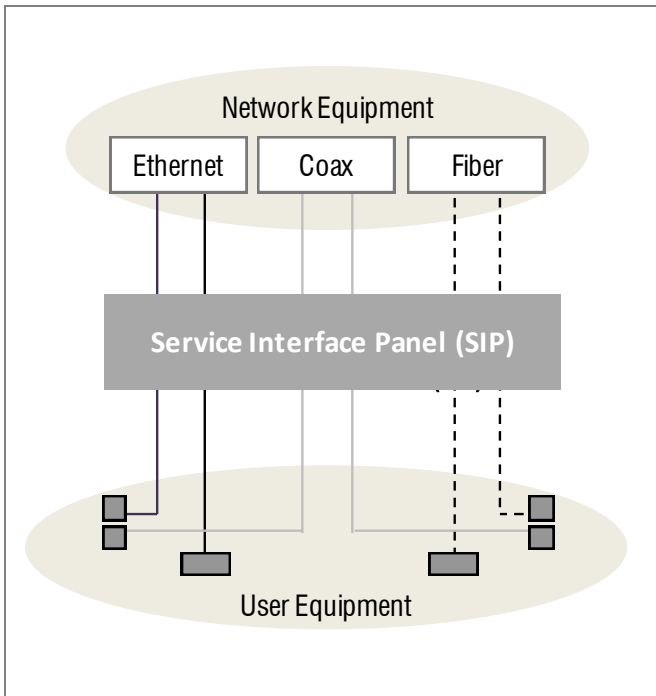 Network Equipment
Ethernet Coax Fiber
Service Interface Panel (SIP)
User Equipment